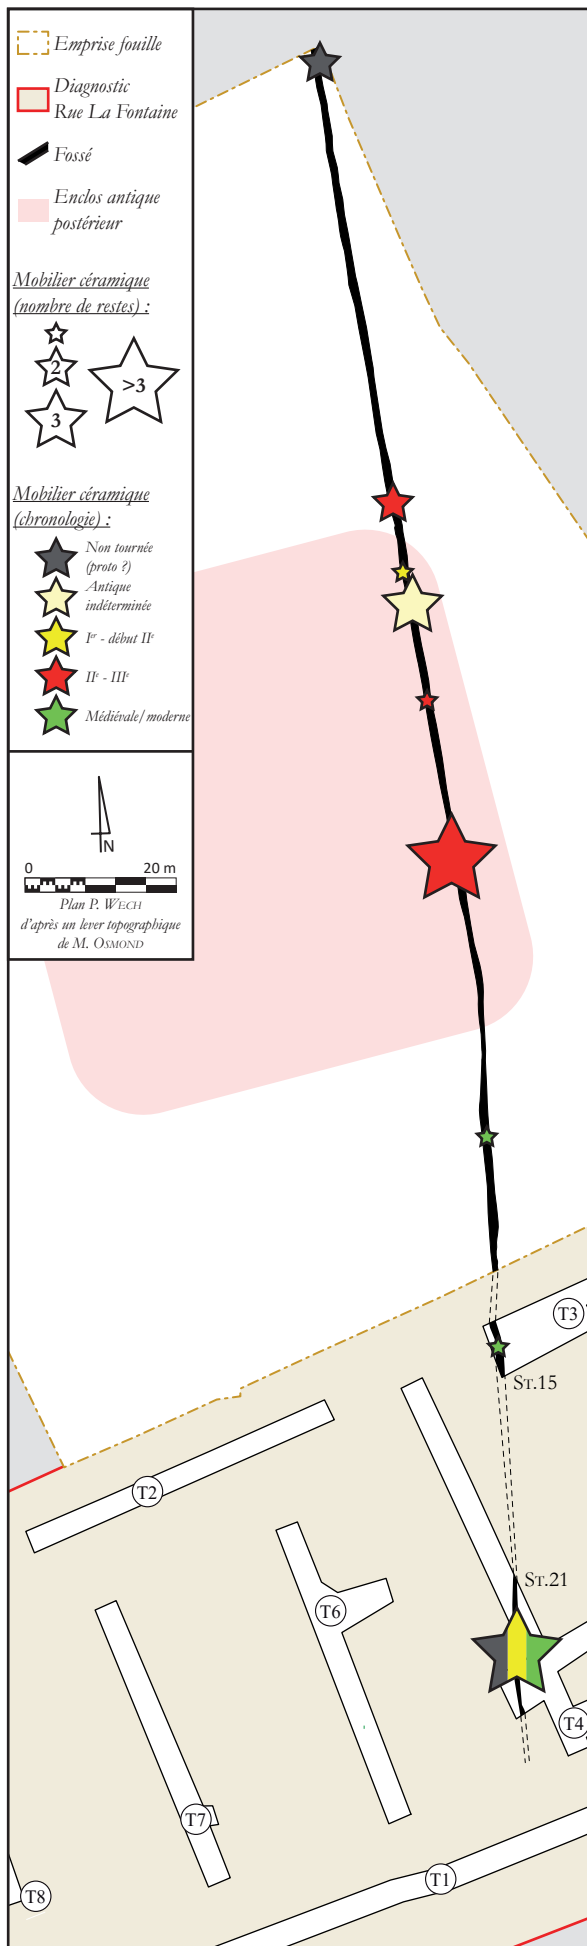 Emprise fouille
Diagnostic
Rue La Fontaine
Fossé
Enclos antique
postérieur
Mobilier céramique
(nombre de restes) :
2
>3
3
Mobilier céramique
(chronologie) :
Non tournée
(proto ?)
Antique
indéterminée
Ier - début IIe
IIe - IIIe
Médiévale/moderne
N
0 20 m
Plan P. WECH
d'après un lever topographique
de M. OSMOND
T3
ST.15
T2
ST.21
T6
T4
T7
T1
T8